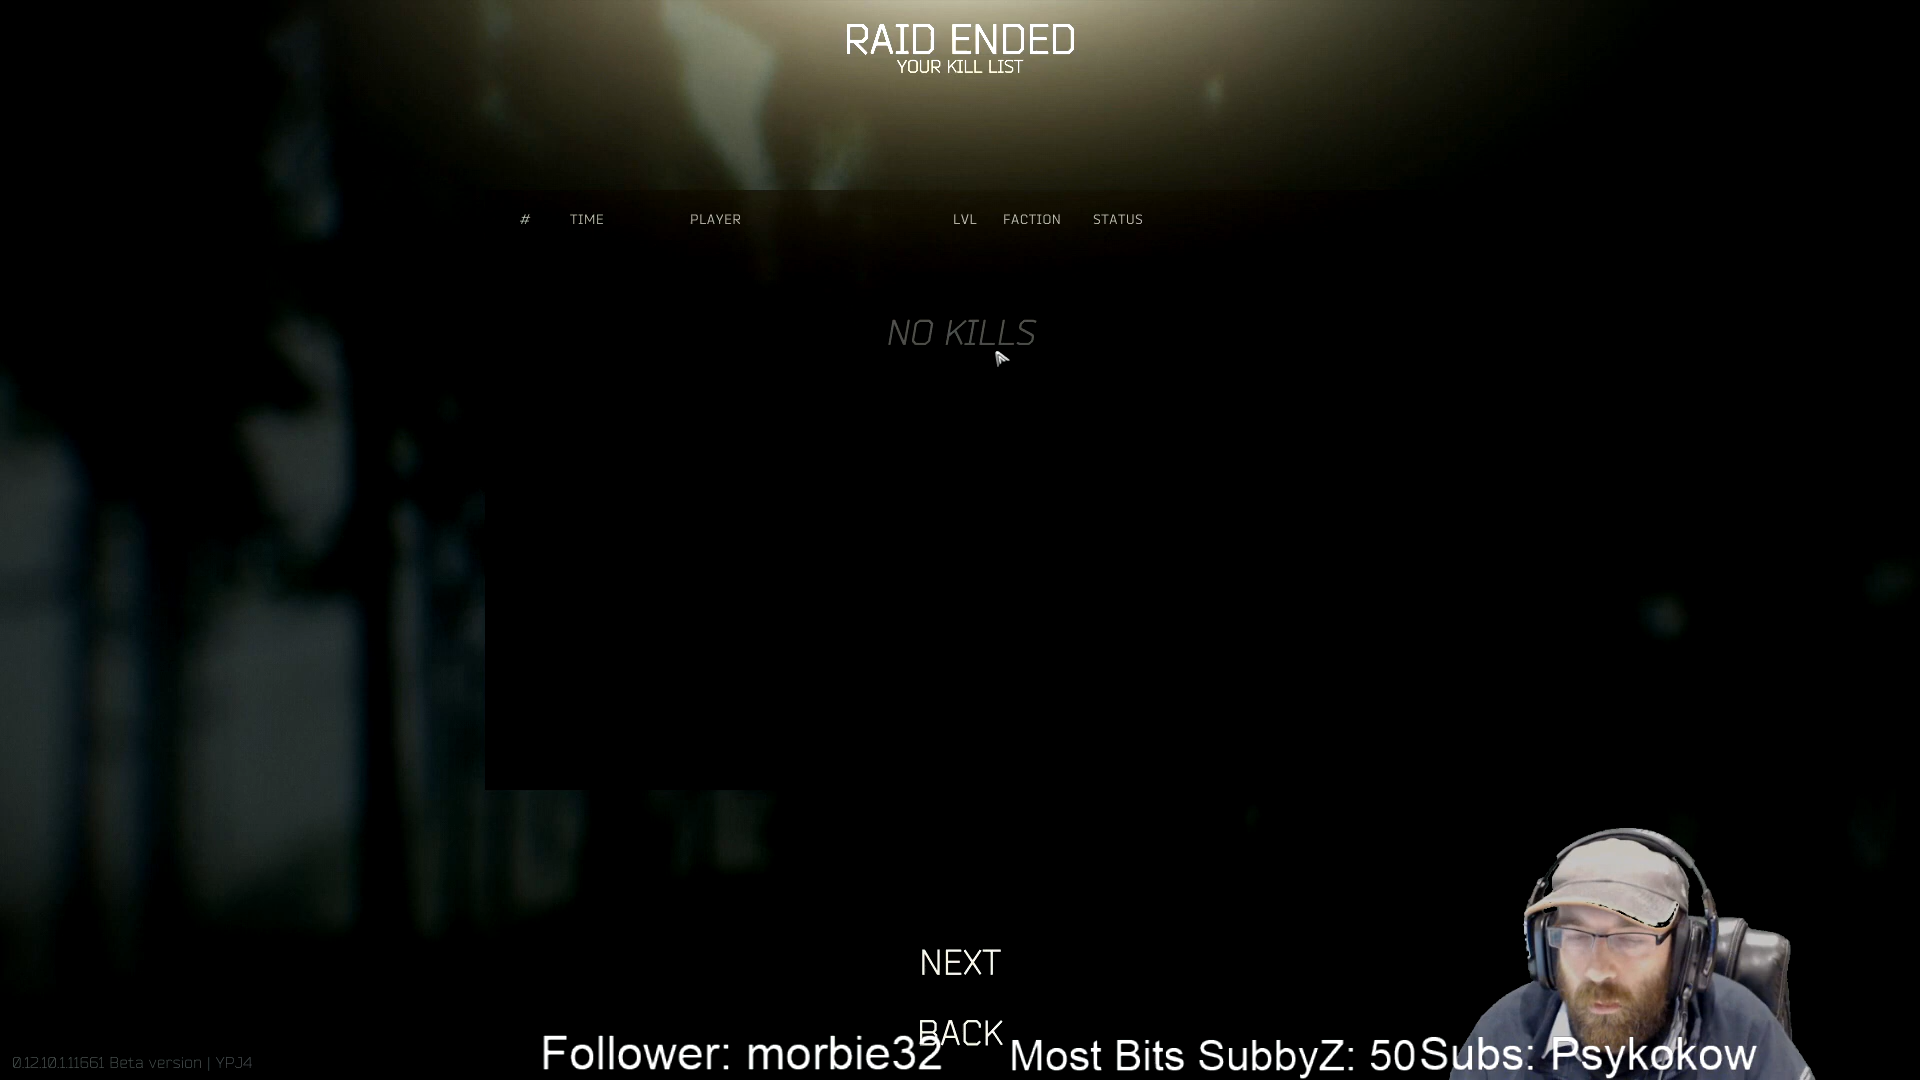 RAID ENDED
YOUR KILL LIST
# TIME PLAYER LVL FACTION STATUS
NO KILLS
NEXT
BACK
Follower: morbie32 Most Bits SubbyZ: 50 Subs: Psykokow
0.12.10.1.11661 Beta version | YPJ4